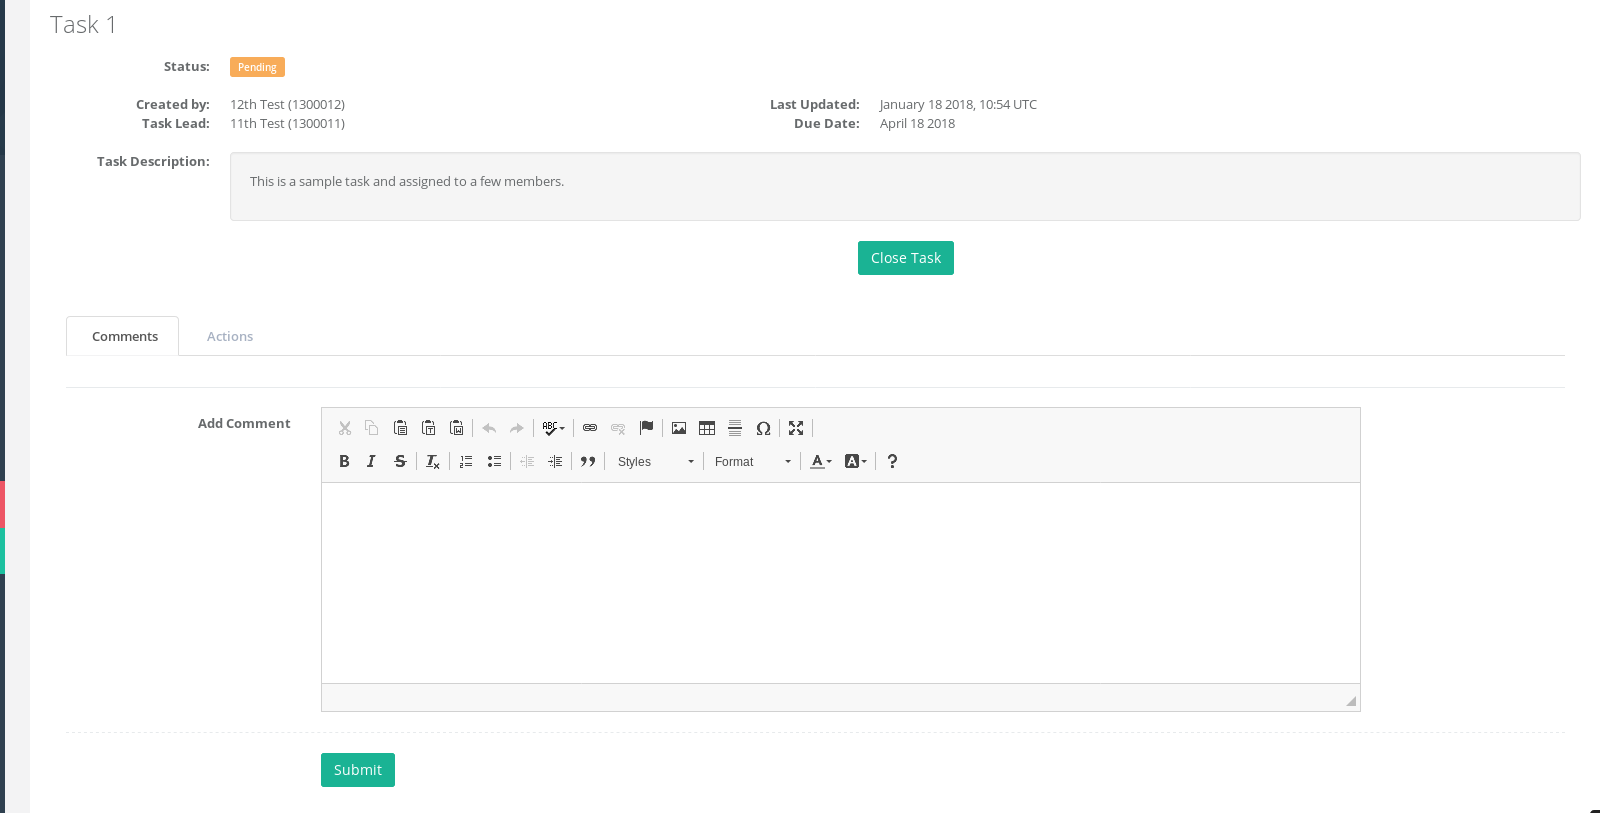 Task 1
Status: Pending
Created by: 12th Test (1300012) Last Updated: January 18 2018, 10:54 UTC
Task Lead: 11th Test (1300011) Due Date: April 18 2018
Task Description: This is a sample task and assigned to a few members.
Close Task
Comments Actions
Add Comment
Styles Format
Submit